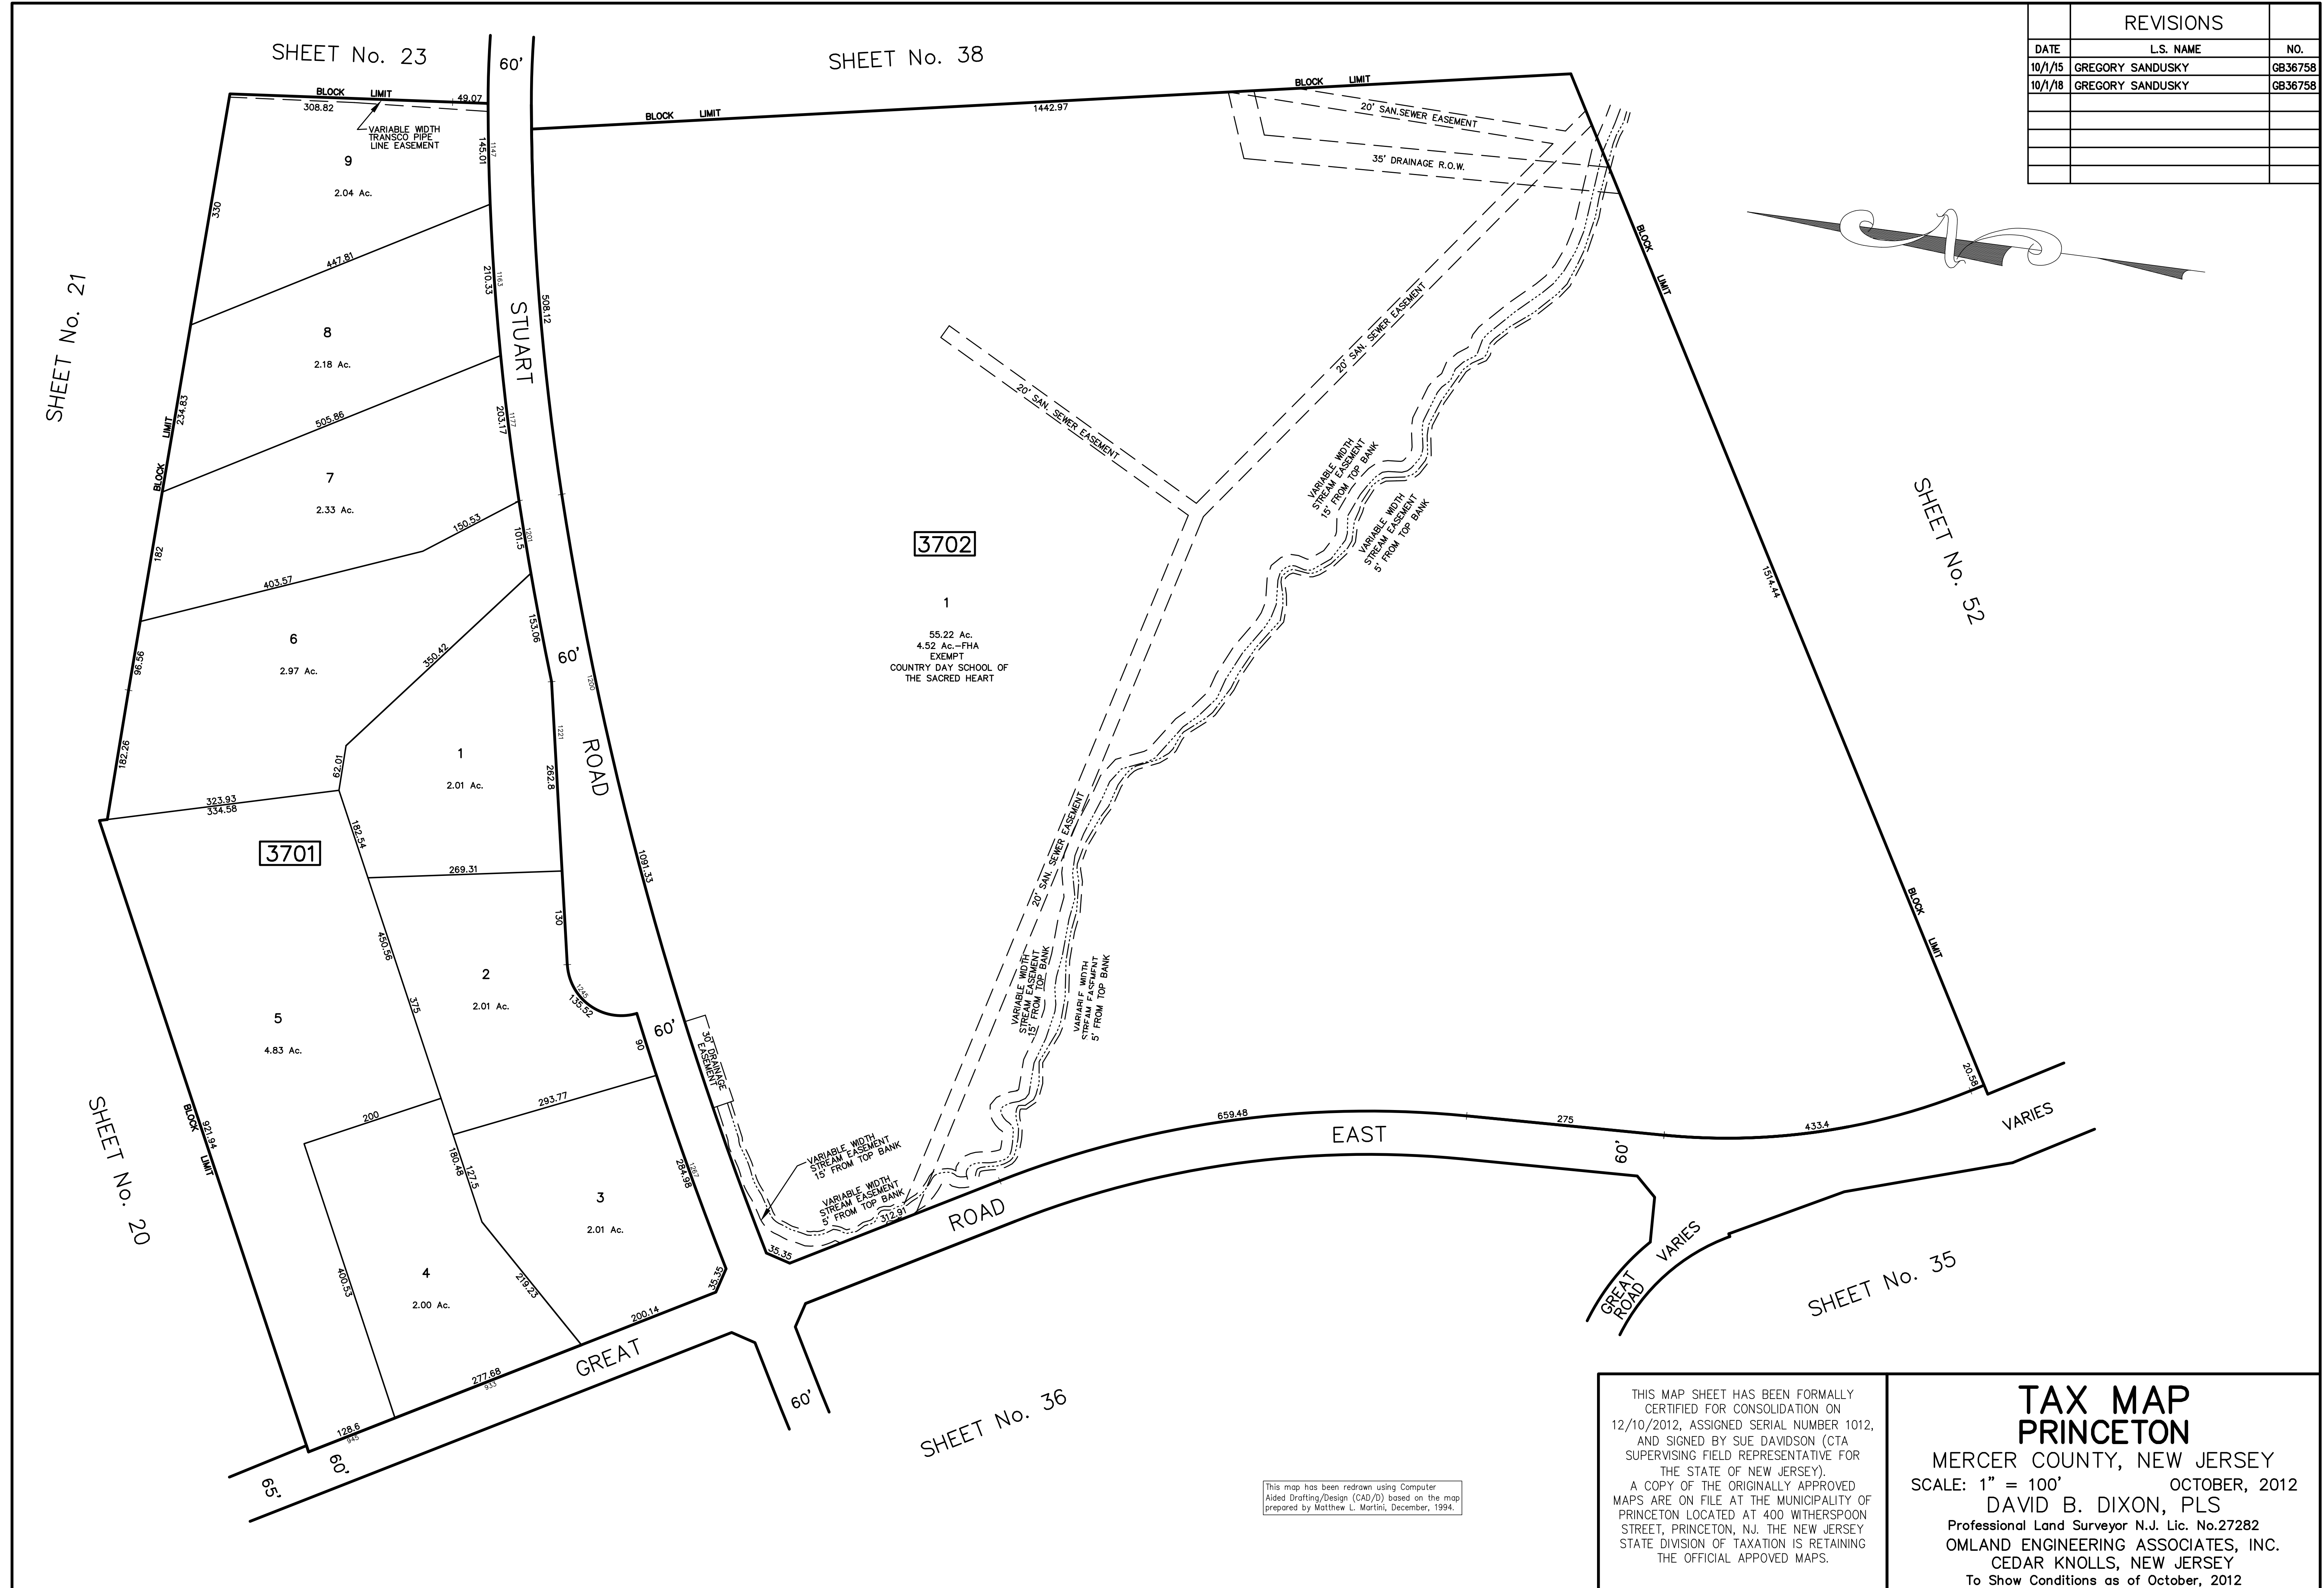 SHEET No. 23
60'
SHEET No. 38
REVISIONS
DATE L.S. NAME NO.
10/1/15 GREGORY SANDUSKY GB36758
10/1/18 GREGORY SANDUSKY GB36758
BLOCK LIMIT
308.82
49.07
VARIABLE WIDTH
TRANSCO PIPE
LINE EASEMENT
BLOCK LIMIT
1442.97
BLOCK LIMIT
20' SAN.SEWER EASEMENT
35' DRAINAGE R.O.W.
9
2.04 Ac.
145.01
1147
330
447.81
SHEET No. 21
8
2.18 Ac.
210.33
1163
508.12
STUART
234.83
BLOCK LIMIT
505.86
7
2.33 Ac.
203.17
1177
150.53
101.5
1201
182
403.57
6
2.97 Ac.
153.06
350.42
60'
1200
96.56
182.26
62.01
1
2.01 Ac.
1221
262.8
ROAD
323.93
334.58
182.54
3701
269.31
1091.33
130
450.56
375
2
2.01 Ac.
1245
135.52
60'
90
5
4.83 Ac.
30' DRAINAGE
EASEMENT
293.77
200
BLOCK LIMIT
921.94
SHEET No. 20
180.48
127.5
284.98
1267
3
2.01 Ac.
4
2.00 Ac.
400.53
219.23
35.35
200.14
277.68
933
128.6
945
GREAT
60'
65'
60'
3702
1
55.22 Ac.
4.52 Ac.-FHA
EXEMPT
COUNTRY DAY SCHOOL OF
THE SACRED HEART
20' SAN. SEWER EASEMENT
20' SAN. SEWER EASEMENT
20' SAN. SEWER EASEMENT
VARIABLE WIDTH
STREAM EASEMENT
15' FROM TOP BANK
VARIABLE WIDTH
STREAM EASEMENT
5' FROM TOP BANK
VARIABLE WIDTH
STREAM EASEMENT
15' FROM TOP BANK
VARIABLE WIDTH
STREAM EASEMENT
5' FROM TOP BANK
VARIABLE WIDTH
STREAM EASEMENT
15' FROM TOP BANK
VARIABLE WIDTH
STREAM EASEMENT
5' FROM TOP BANK
BLOCK LIMIT
1514.44
SHEET No. 52
BLOCK LIMIT
20.58
35.35
312.91
ROAD
659.48
EAST
275
60'
433.4
VARIES
VARIES
GREAT
ROAD
SHEET No. 35
SHEET No. 36
This map has been redrawn using Computer
Aided Drafting/Design (CAD/D) based on the map
prepared by Matthew L. Martini, December, 1994.
THIS MAP SHEET HAS BEEN FORMALLY
CERTIFIED FOR CONSOLIDATION ON
12/10/2012, ASSIGNED SERIAL NUMBER 1012,
AND SIGNED BY SUE DAVIDSON (CTA
SUPERVISING FIELD REPRESENTATIVE FOR
THE STATE OF NEW JERSEY).
A COPY OF THE ORIGINALLY APPROVED
MAPS ARE ON FILE AT THE MUNICIPALITY OF
PRINCETON LOCATED AT 400 WITHERSPOON
STREET, PRINCETON, NJ. THE NEW JERSEY
STATE DIVISION OF TAXATION IS RETAINING
THE OFFICIAL APPOVED MAPS.
TAX MAP
PRINCETON
MERCER COUNTY, NEW JERSEY
SCALE: 1" = 100' OCTOBER, 2012
DAVID B. DIXON, PLS
Professional Land Surveyor N.J. Lic. No.27282
OMLAND ENGINEERING ASSOCIATES, INC.
CEDAR KNOLLS, NEW JERSEY
To Show Conditions as of October, 2012